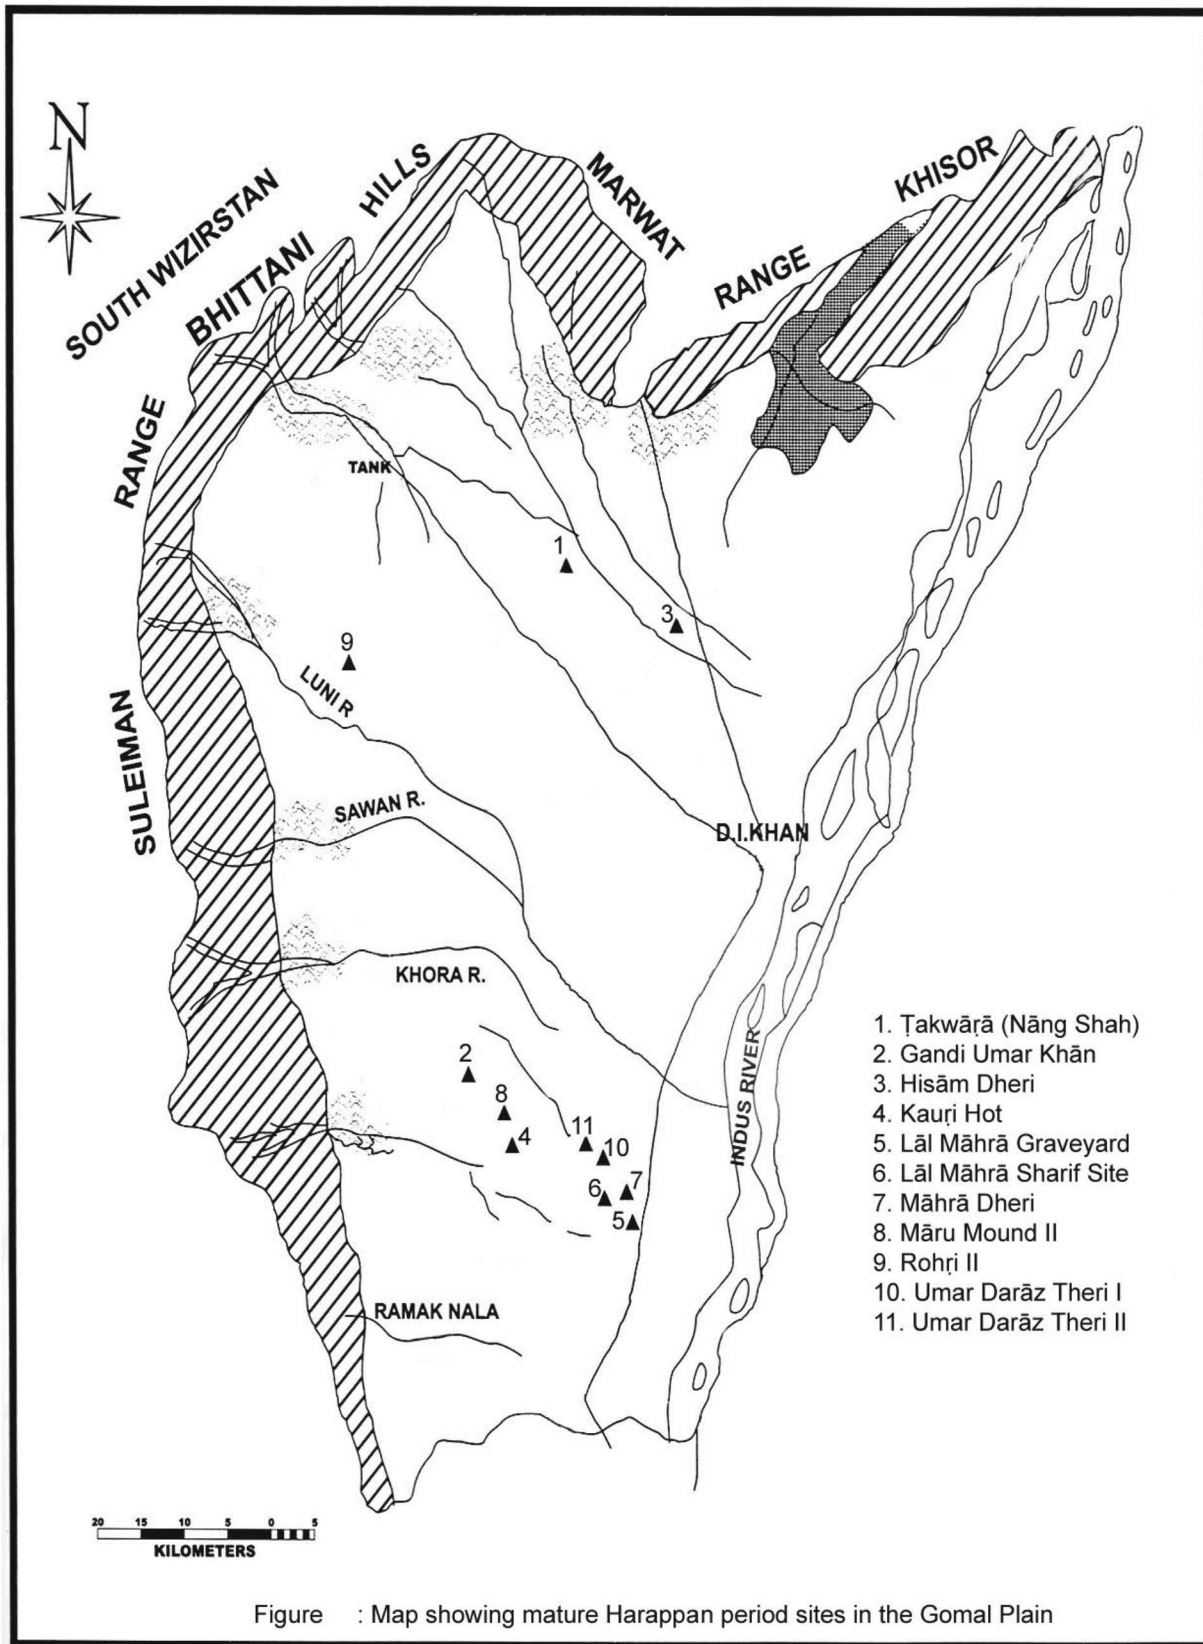 N
SOUTH WIZIRSTAN
BHITTANI
HILLS
MARWAT
RANGE
KHISOR
RANGE
SULEIMAN
TANK
1
3
9
LUNI R
SAWAN R.
D.I.KHAN
KHORA R.
INDUS RIVER
2
8
4
11
10
7
6
5
RAMAK NALA
1. Ṭakwāṛā (Nāng Shah)
2. Gandi Umar Khān
3. Hisām Dheri
4. Kauṛi Hot
5. Lāl Māhrā Graveyard
6. Lāl Māhrā Sharif Site
7. Māhrā Dheri
8. Māru Mound II
9. Rohṛi II
10. Umar Darāz Theri I
11. Umar Darāz Theri II
20 15 10 5 0 5
KILOMETERS
Figure : Map showing mature Harappan period sites in the Gomal Plain